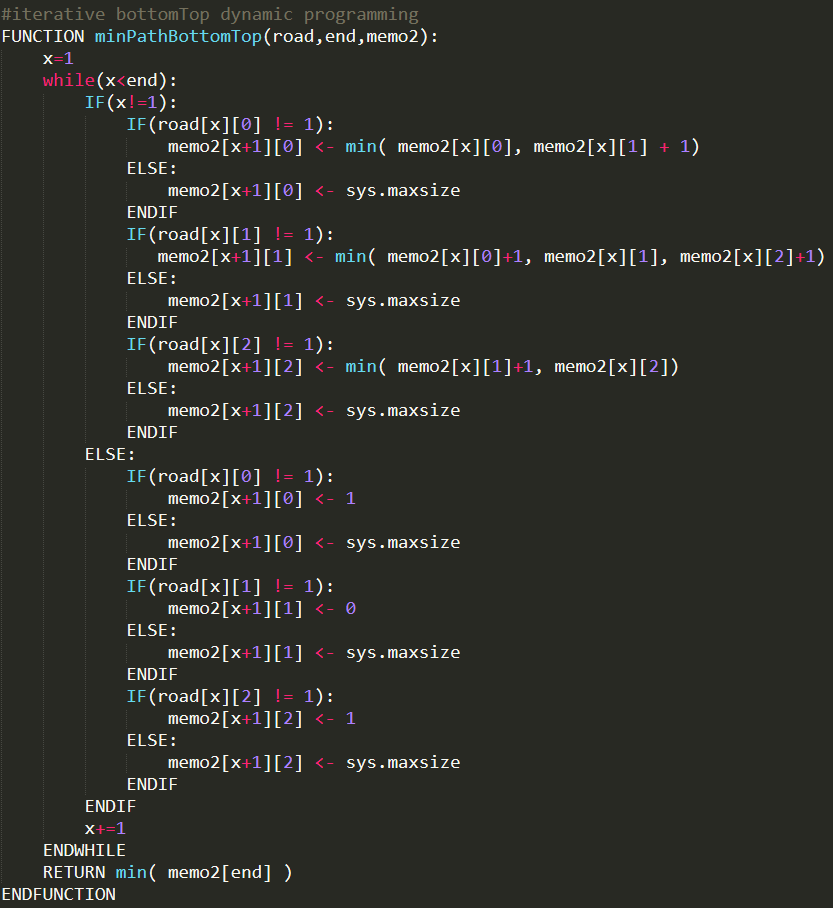 #iterative bottomTop dynamic programming
FUNCTION minPathBottomTop(road,end,memo2):
    x=1
    while(x<end):
        IF(x!=1):
            IF(road[x][0] != 1):
                memo2[x+1][0] <- min( memo2[x][0], memo2[x][1] + 1)
            ELSE:
                memo2[x+1][0] <- sys.maxsize
            ENDIF
            IF(road[x][1] != 1):
               memo2[x+1][1] <- min( memo2[x][0]+1, memo2[x][1], memo2[x][2]+1)
            ELSE:
                memo2[x+1][1] <- sys.maxsize
            ENDIF
            IF(road[x][2] != 1):
                memo2[x+1][2] <- min( memo2[x][1]+1, memo2[x][2])
            ELSE:
                memo2[x+1][2] <- sys.maxsize
            ENDIF
        ELSE:
            IF(road[x][0] != 1):
                memo2[x+1][0] <- 1
            ELSE:
                memo2[x+1][0] <- sys.maxsize
            ENDIF
            IF(road[x][1] != 1):
                memo2[x+1][1] <- 0
            ELSE:
                memo2[x+1][1] <- sys.maxsize
            ENDIF
            IF(road[x][2] != 1):
                memo2[x+1][2] <- 1
            ELSE:
                memo2[x+1][2] <- sys.maxsize
            ENDIF
        ENDIF
        x+=1
    ENDWHILE
    RETURN min( memo2[end] )
ENDFUNCTION